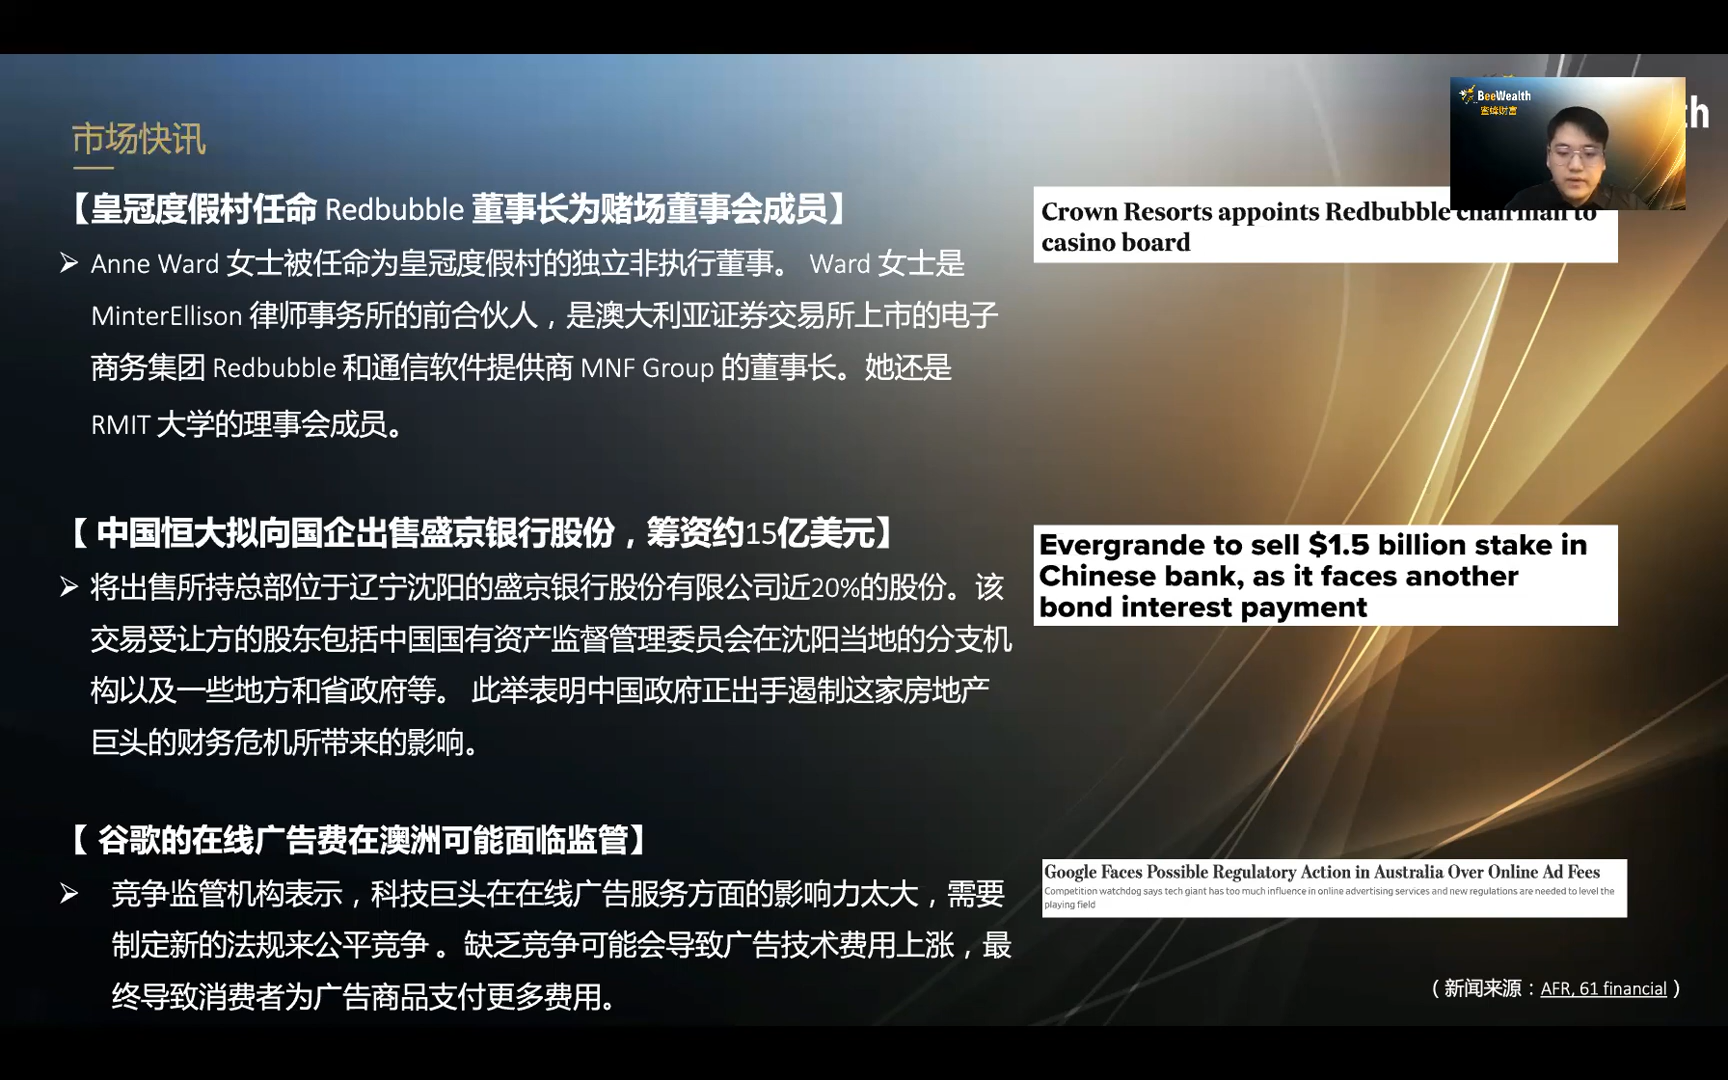 市场快讯
BeeWealth
蜜蜂财富
th
【皇冠度假村任命 Redbubble 董事长为赌场董事会成员】
Anne Ward 女士被任命为皇冠度假村的独立非执行董事。 Ward 女士是
MinterEllison 律师事务所的前合伙人，是澳大利亚证券交易所上市的电子
商务集团 Redbubble 和通信软件提供商 MNF Group 的董事长。她还是
RMIT 大学的理事会成员。
Crown Resorts appoints Redbubble chairman to
casino board
【 中国恒大拟向国企出售盛京银行股份，筹资约15亿美元】
将出售所持总部位于辽宁沈阳的盛京银行股份有限公司近20%的股份。该
交易受让方的股东包括中国国有资产监督管理委员会在沈阳当地的分支机
构以及一些地方和省政府等。 此举表明中国政府正出手遏制这家房地产
巨头的财务危机所带来的影响。
Evergrande to sell $1.5 billion stake in
Chinese bank, as it faces another
bond interest payment
【 谷歌的在线广告费在澳洲可能面临监管】
竞争监管机构表示，科技巨头在在线广告服务方面的影响力太大，需要
制定新的法规来公平竞争 。缺乏竞争可能会导致广告技术费用上涨，最
终导致消费者为广告商品支付更多费用。
Google Faces Possible Regulatory Action in Australia Over Online Ad Fees
Competition watchdog says tech giant has too much influence in online advertising services and new regulations are needed to level the
playing field
（ 新闻来源：AFR, 61 financial ）